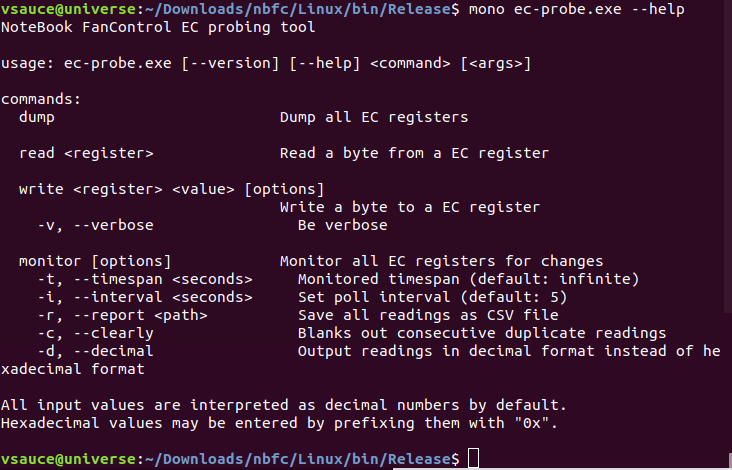 vsauce@universe:~/Downloads/nbfc/Linux/bin/Release$ mono ec-probe.exe --help
NoteBook FanControl EC probing tool
usage: ec-probe.exe [--version] [--help] <command> [<args>]
commands:
dump Dump all EC registers
read <register> Read a byte from a EC register
write <register> <value> [options]
Write a byte to a EC register
-v, --verbose Be verbose
monitor [options] Monitor all EC registers for changes
-t, --timespan <seconds> Monitored timespan (default: infinite)
-i, --interval <seconds> Set poll interval (default: 5)
-r, --report <path> Save all readings as CSV file
-c, --clearly Blanks out consecutive duplicate readings
-d, --decimal Output readings in decimal format instead of he
xadecimal format
All input values are interpreted as decimal numbers by default.
Hexadecimal values may be entered by prefixing them with "0x".
vsauce@universe:~/Downloads/nbfc/Linux/bin/Release$